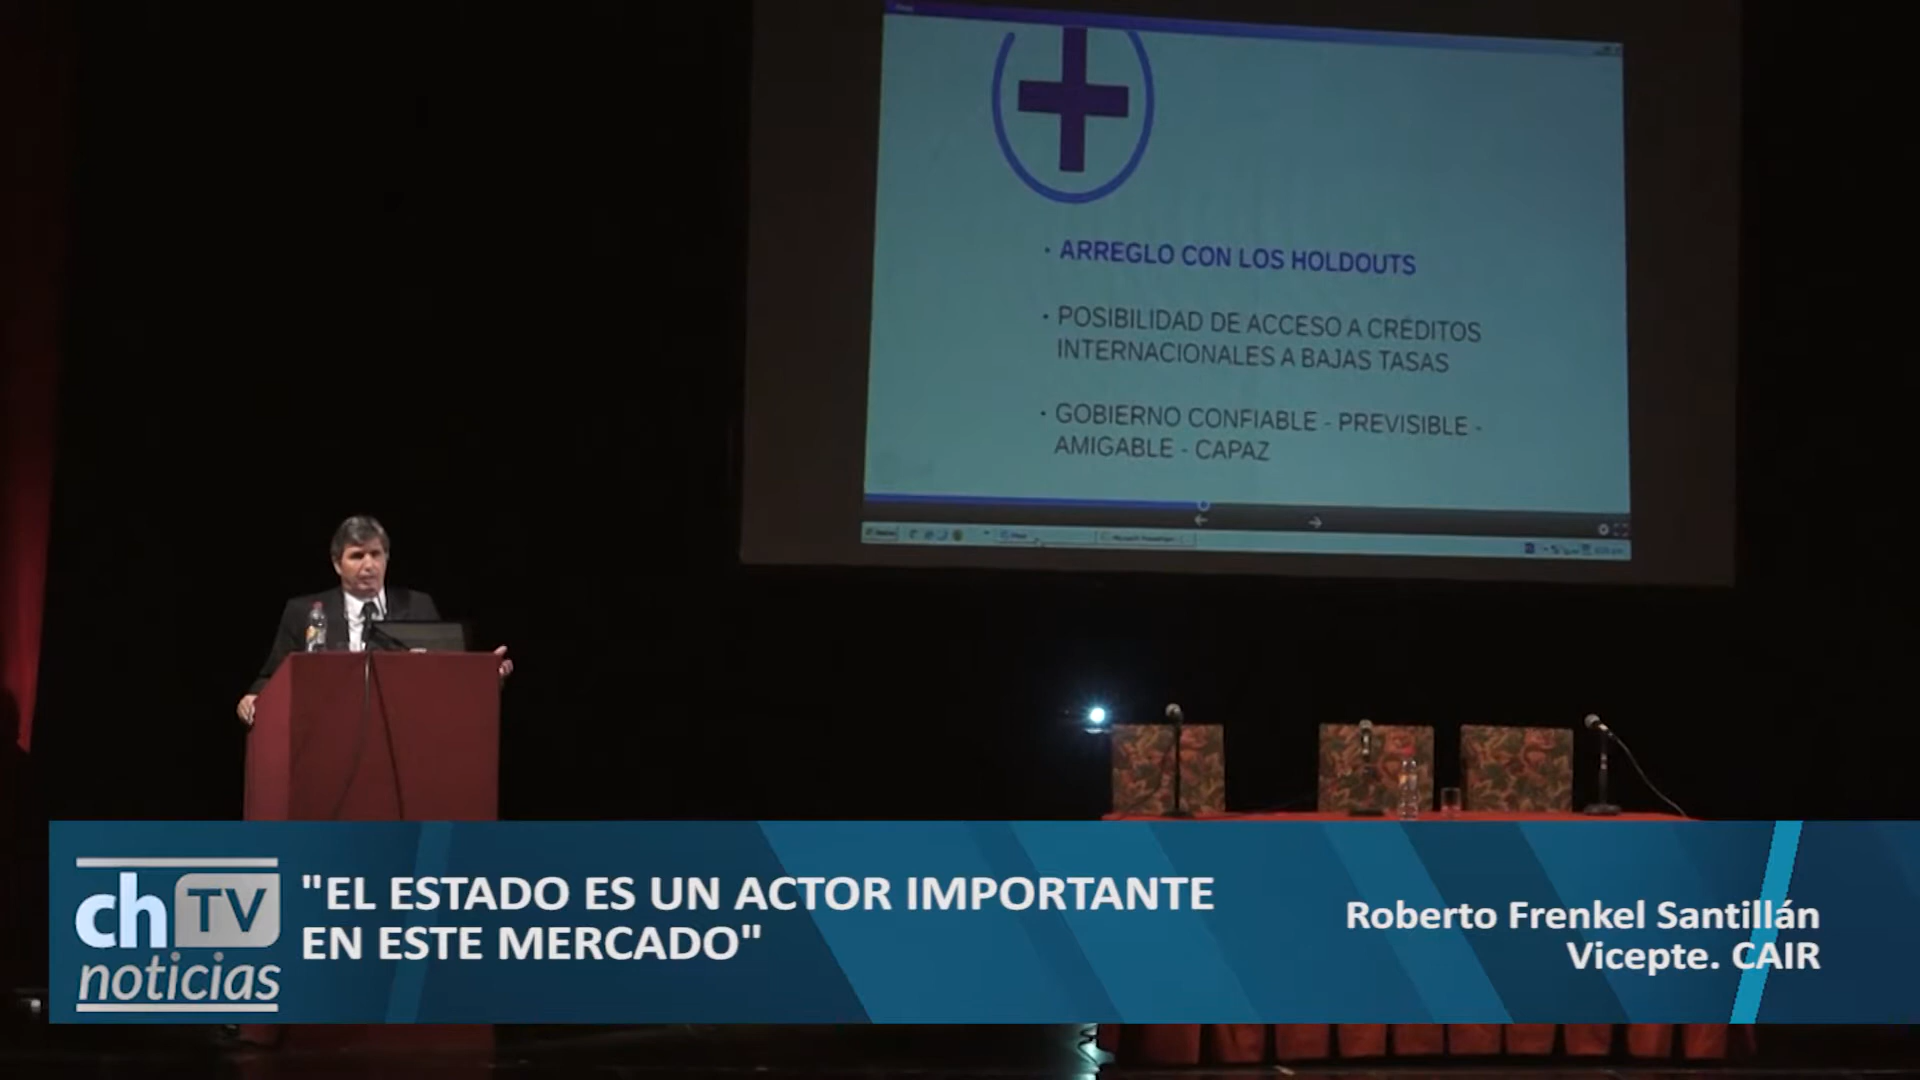 · ARREGLO CON LOS HOLDOUTS
· POSIBILIDAD DE ACCESO A CRÉDITOS
INTERNACIONALES A BAJAS TASAS
· GOBIERNO CONFIABLE - PREVISIBLE -
AMIGABLE - CAPAZ
ch TV
noticias
"EL ESTADO ES UN ACTOR IMPORTANTE
EN ESTE MERCADO"
Roberto Frenkel Santillán
Vicepte. CAIR